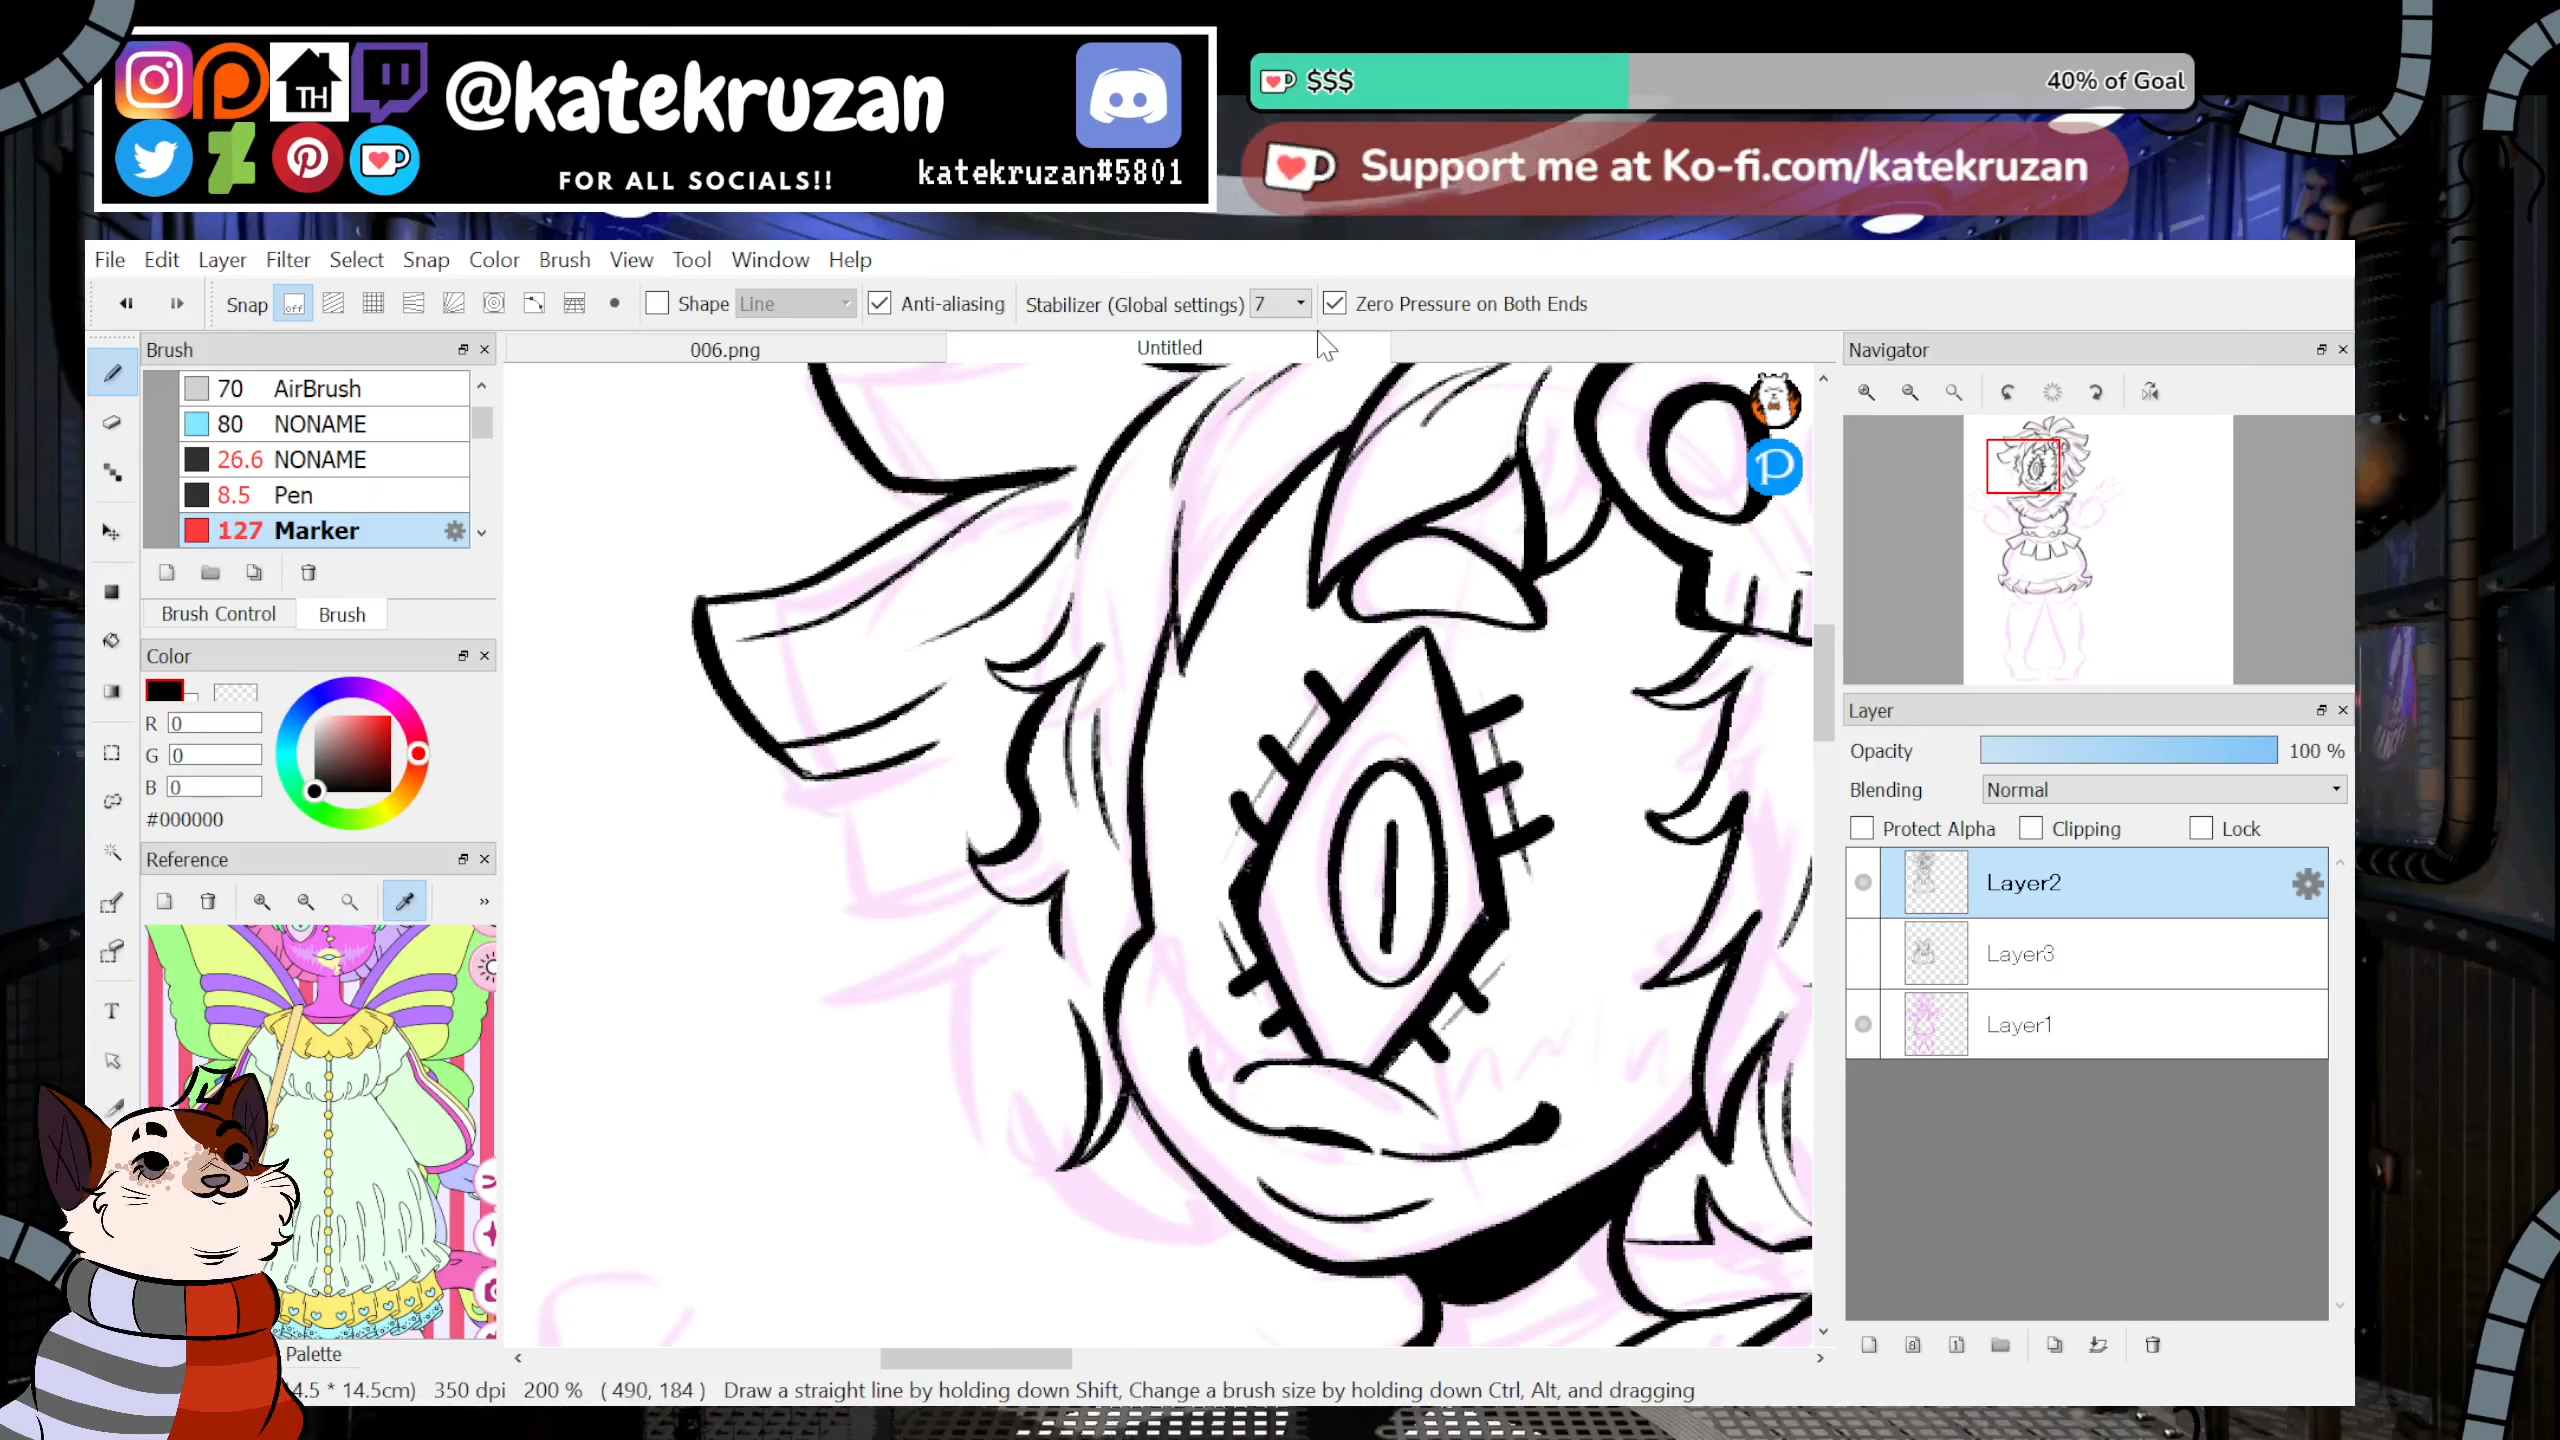 TH
@katekruzan
FOR ALL SOCIALS!!
katekruzan#5801
$$$
40% of Goal
Support me at Ko-fi.com/katekruzan
File Edit Layer Filter Select Snap Color Brush View Tool Window Help
Snap off Shape Line Anti-aliasing Stabilizer (Global settings) 7 Zero Pressure on Both Ends
Brush
70 AirBrush
80 NONAME
26.6 NONAME
8.5 Pen
127 Marker
Brush Control Brush
Color
R 0
G 0
B 0
#000000
Reference
»
T
Palette
006.png
Untitled
P
Navigator
Layer
Opacity 100 %
Blending Normal
Protect Alpha Clipping Lock
Layer2
Layer3
Layer1
8 1
4.5 * 14.5cm) 350 dpi 200 % ( 490, 184 ) Draw a straight line by holding down Shift, Change a brush size by holding down Ctrl, Alt, and dragging